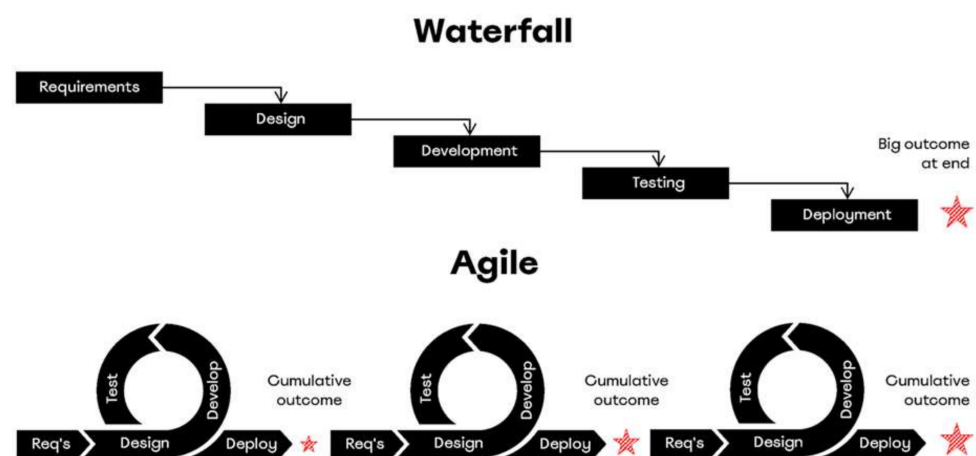 Waterfall
Requirements
Design
Development
Testing
Deployment
Big outcome
at end
Agile
Test
Develop
Req's
Design
Deploy
Cumulative
outcome
Test
Develop
Req's
Design
Deploy
Cumulative
outcome
Test
Develop
Req's
Design
Deploy
Cumulative
outcome